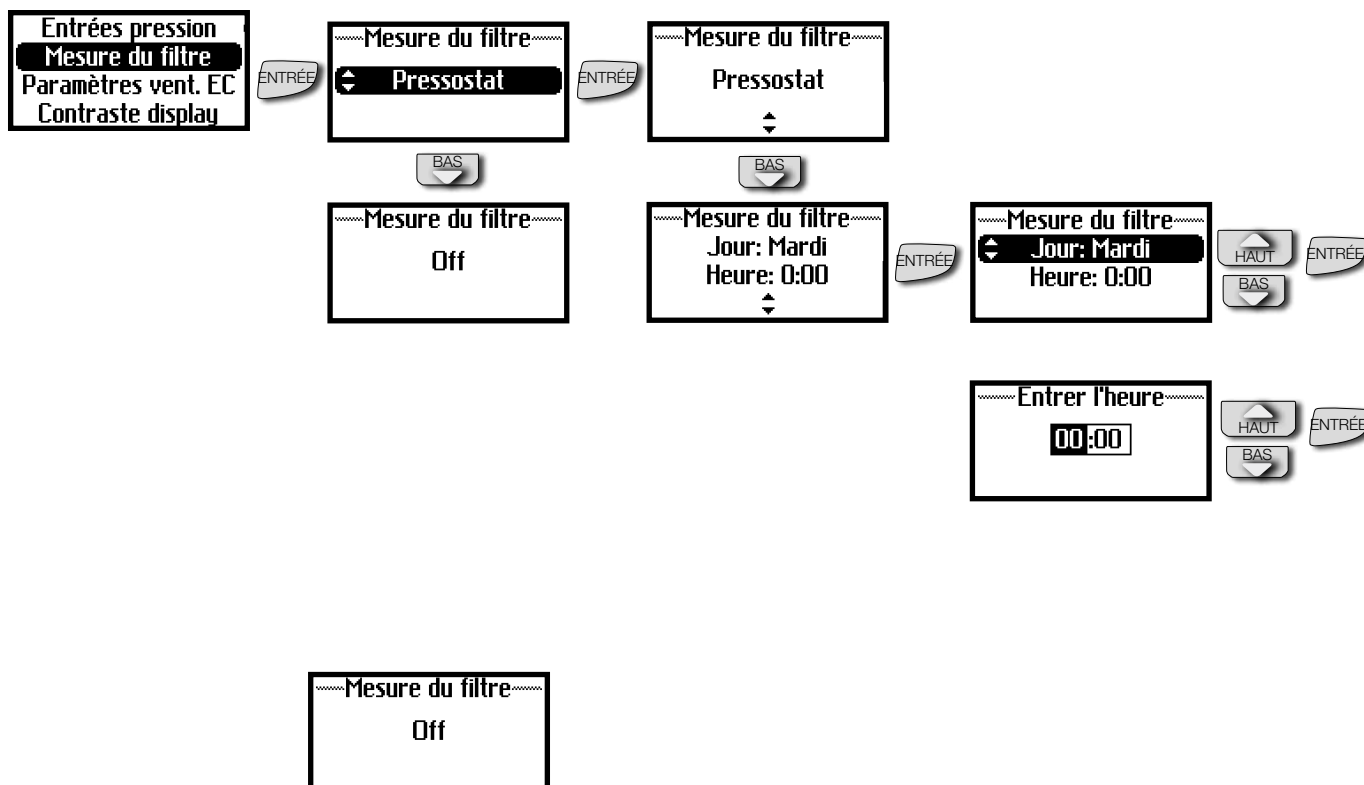 Entrées pression
Mesure du filtre
Paramètres vent. EC
Contraste display
ENTRÉE
Mesure du filtre
Pressostat
ENTRÉE
Mesure du filtre
Pressostat
BAS
BAS
Mesure du filtre
Off
Mesure du filtre
Jour: Mardi
Heure: 0:00
ENTRÉE
Mesure du filtre
Jour: Mardi
Heure: 0:00
HAUT
BAS
ENTRÉE
Entrer l'heure
00:00
HAUT
BAS
ENTRÉE
Mesure du filtre
Off